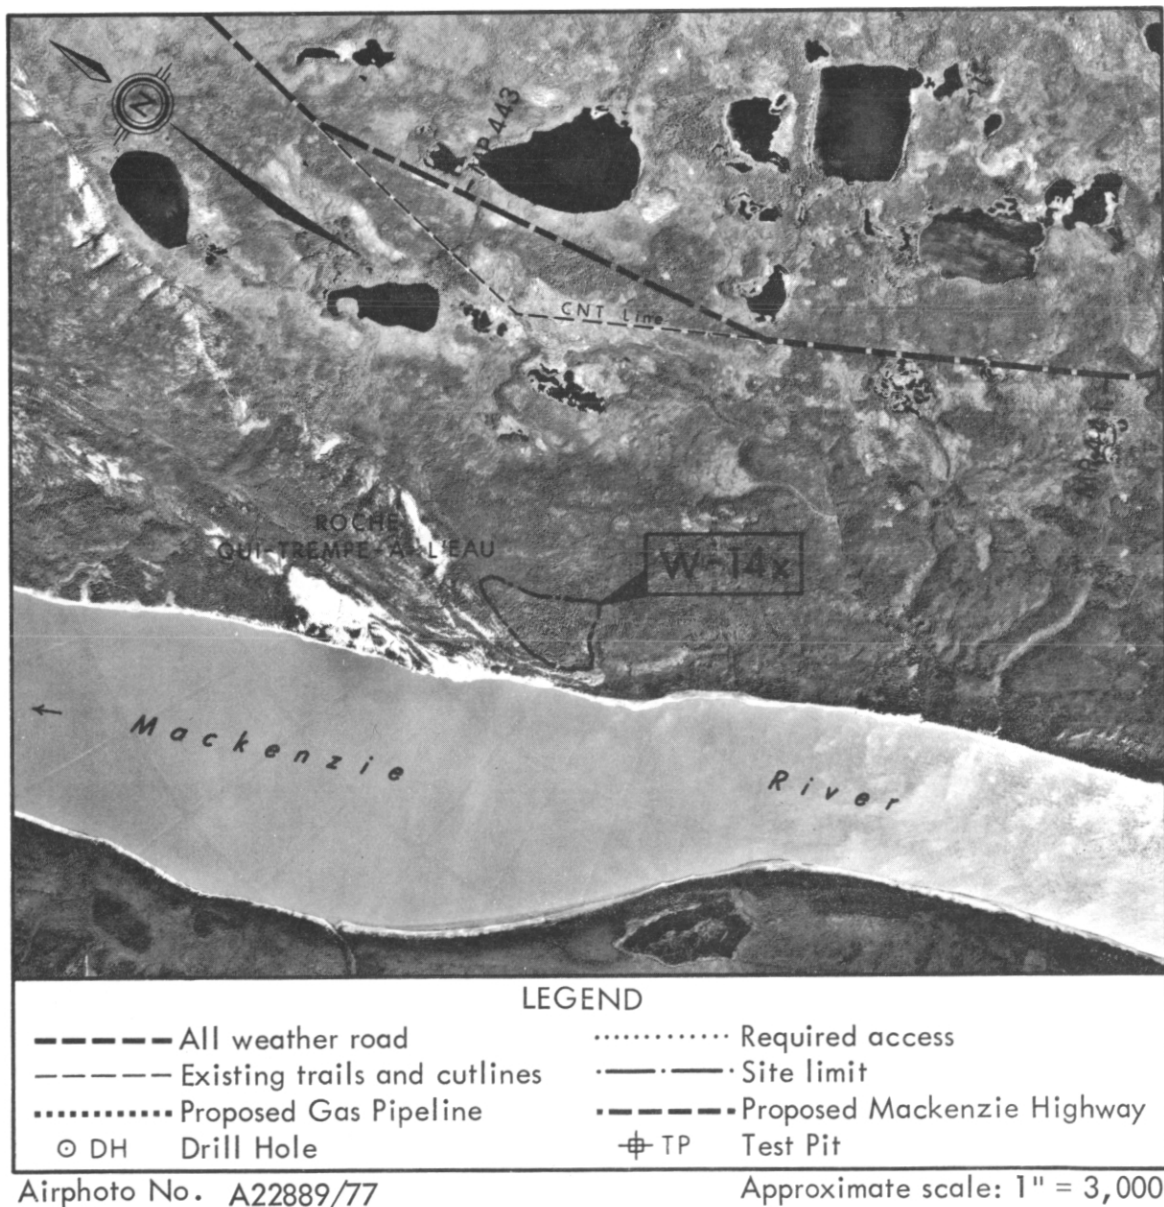 N
MP 443
CNT Line
ROCHE
QUI-TREMPE-A-L'EAU
W-14x
Mackenzie River
LEGEND
All weather road
Required access
Existing trails and cutlines
Site limit
Proposed Gas Pipeline
Proposed Mackenzie Highway
DH Drill Hole
TP Test Pit
Airphoto No. A22889/77
Approximate scale: 1" = 3,000